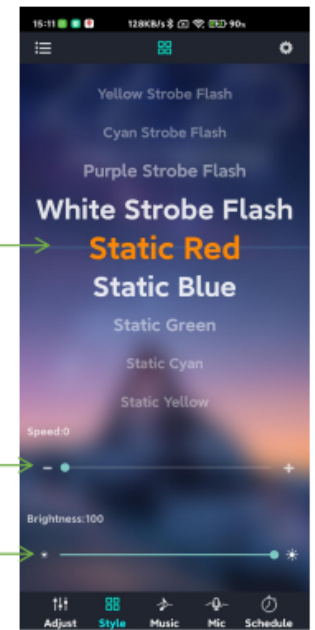 15:11 128KB/s 90%
Yellow Strobe Flash
Cyan Strobe Flash
Purple Strobe Flash
White Strobe Flash
Static Red
Static Blue
Static Green
Static Cyan
Static Yellow
Speed:0
Brightness:100
Adjust Style Music Mic Schedule